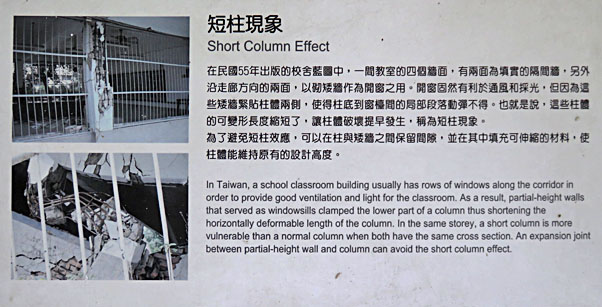 短柱現象
Short Column Effect
在民國55年出版的校舍藍圖中，一間教室的四個牆面，有兩面為填實的隔間牆，另外
沿走廊方向的兩面，以砌矮牆作為開窗之用。開窗固然有利於通風和採光，但因為這
些矮牆緊貼柱體兩側，使得柱底到窗檯間的局部段落動彈不得。也就是說，這些柱體
的可變形長度縮短了，讓柱體破壞提早發生，稱為短柱現象。
為了避免短柱效應，可以在柱與矮牆之間保留間隙，並在其中填充可伸縮的材料，使
柱體能維持原有的設計高度。
In Taiwan, a school classroom building usually has rows of windows along the corridor in
order to provide good ventilation and light for the classroom. As a result, partial-height walls
that served as windowsills clamped the lower part of a column thus shortening the
horizontally deformable length of the column. In the same storey, a short column is more
vulnerable than a normal column when both have the same cross section. An expansion joint
between partial-height wall and column can avoid the short column effect.